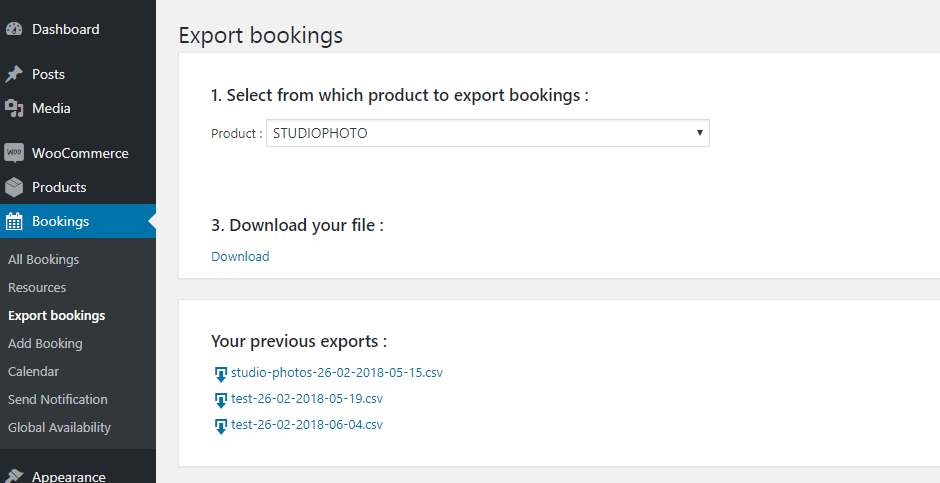 Dashboard
Posts
Media
WOO
WooCommerce
Products
Bookings
All Bookings
Resources
Export bookings
Add Booking
Calendar
Send Notification
Global Availability
Appearance
Export bookings
1. Select from which product to export bookings :
Product : STUDIOPHOTO
3. Download your file :
Download
Your previous exports :
studio-photos-26-02-2018-05-15.csv
test-26-02-2018-05-19.csv
test-26-02-2018-06-04.csv